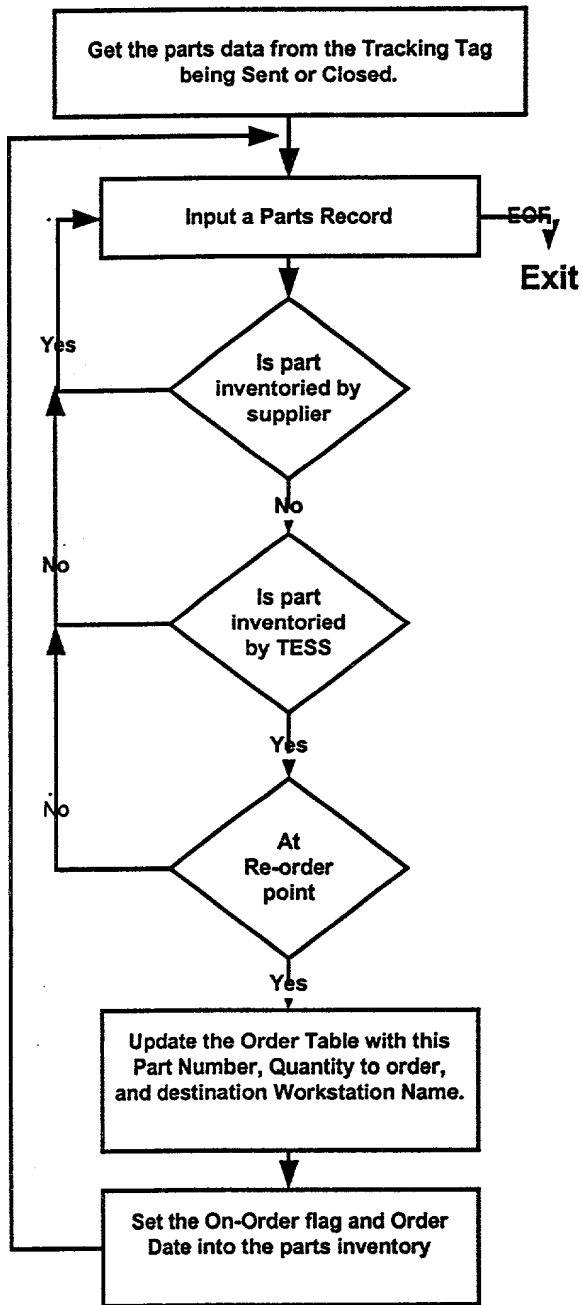 Get the parts data from the Tracking Tag
being Sent or Closed.
Input a Parts Record
EOF
Exit
Yes
Is part
inventoried by
supplier
No
No
Is part
inventoried
by TESS
Yes
No
At
Re-order
point
Yes
Update the Order Table with this
Part Number, Quantity to order,
and destination Workstation Name.
Set the On-Order flag and Order
Date into the parts inventory